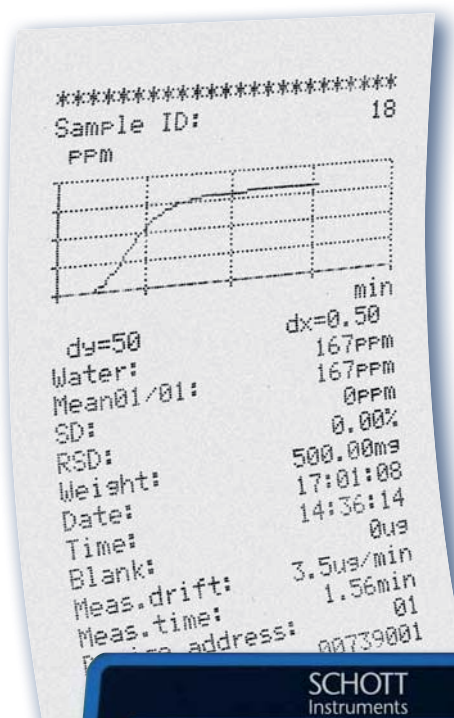 ************************
Sample ID: 18
ppm
min
dy=50 dx=0.50
Water: 167ppm
Mean01/01: 167ppm
SD: 0ppm
RSD: 0.00%
Weight: 500.00mg
Date: 17:01:08
Time: 14:36:14
Blank: 0ug
Meas.drift: 3.5ug/min
Meas.time: 1.56min
address: 01
00739001
SCHOTT
Instruments